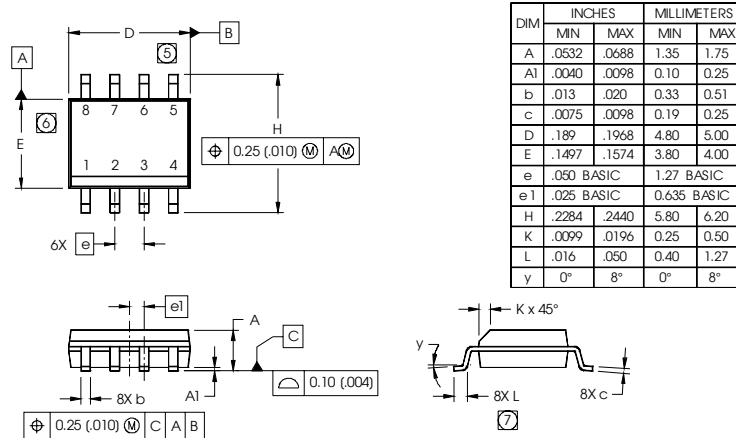 D
B
5
A
8 7 6 5
6
E
H
⌖ 0.25 (.010) Ⓜ AⓂ
1 2 3 4
6X e
DIM INCHES MILLIMETERS
MIN MAX MIN MAX
A .0532 .0688 1.35 1.75
A1 .0040 .0098 0.10 0.25
b .013 .020 0.33 0.51
c .0075 .0098 0.19 0.25
D .189 .1968 4.80 5.00
E .1497 .1574 3.80 4.00
e .050 BASIC 1.27 BASIC
e1 .025 BASIC 0.635 BASIC
H .2284 .2440 5.80 6.20
K .0099 .0196 0.25 0.50
L .016 .050 0.40 1.27
y 0° 8° 0° 8°
e1
A
C
8X b
A1
0.10 (.004)
⌖ 0.25 (.010) Ⓜ C A B
K x 45°
y
8X L
8X c
7